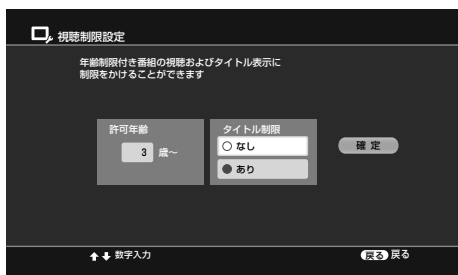 視聴制限設定
年齢制限付き番組の視聴およびタイトル表示に
制限をかけることができます
許可年齢
3 歳～
タイトル制限
なし
あり
確定
数字入力
戻る 戻る